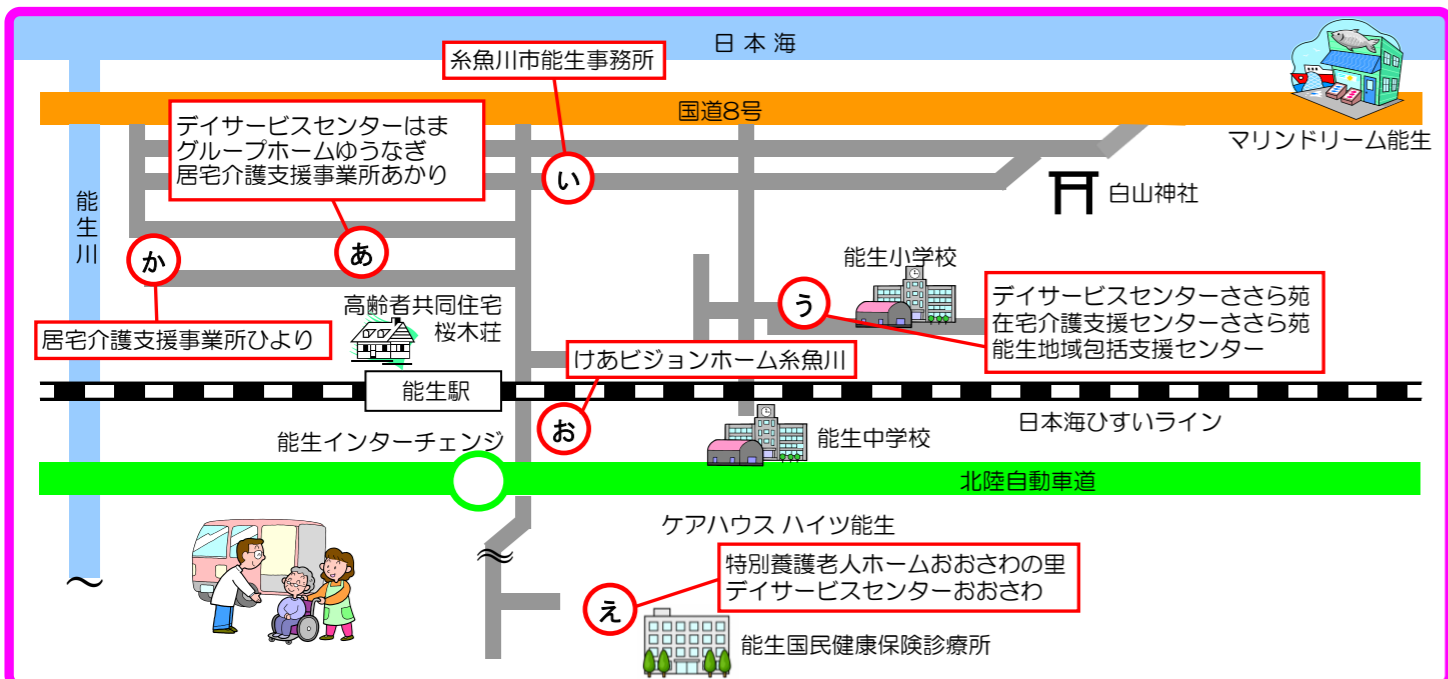 日本海
糸魚川市能生事務所
国道8号
マリンドリーム能生
デイサービスセンターはま
グループホームゆうなぎ
居宅介護支援事業所あかり
い
能生川
白山神社
あ
か
能生小学校
う
デイサービスセンターささら苑
在宅介護支援センターささら苑
能生地域包括支援センター
高齢者共同住宅
桜木荘
居宅介護支援事業所ひより
けあビジョンホーム糸魚川
能生駅
お
日本海ひすいライン
能生インターチェンジ
能生中学校
北陸自動車道
ケアハウス ハイツ能生
特別養護老人ホームおおさわの里
デイサービスセンターおおさわ
え
能生国民健康保険診療所